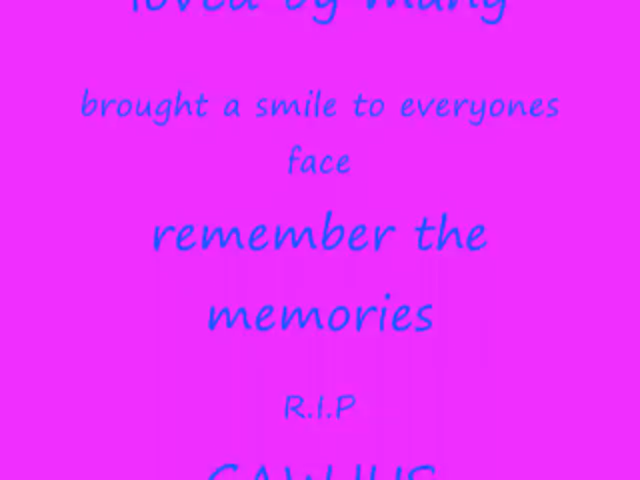 loved by many
brought a smile to everyones
face
remember the
memories
R.I.P